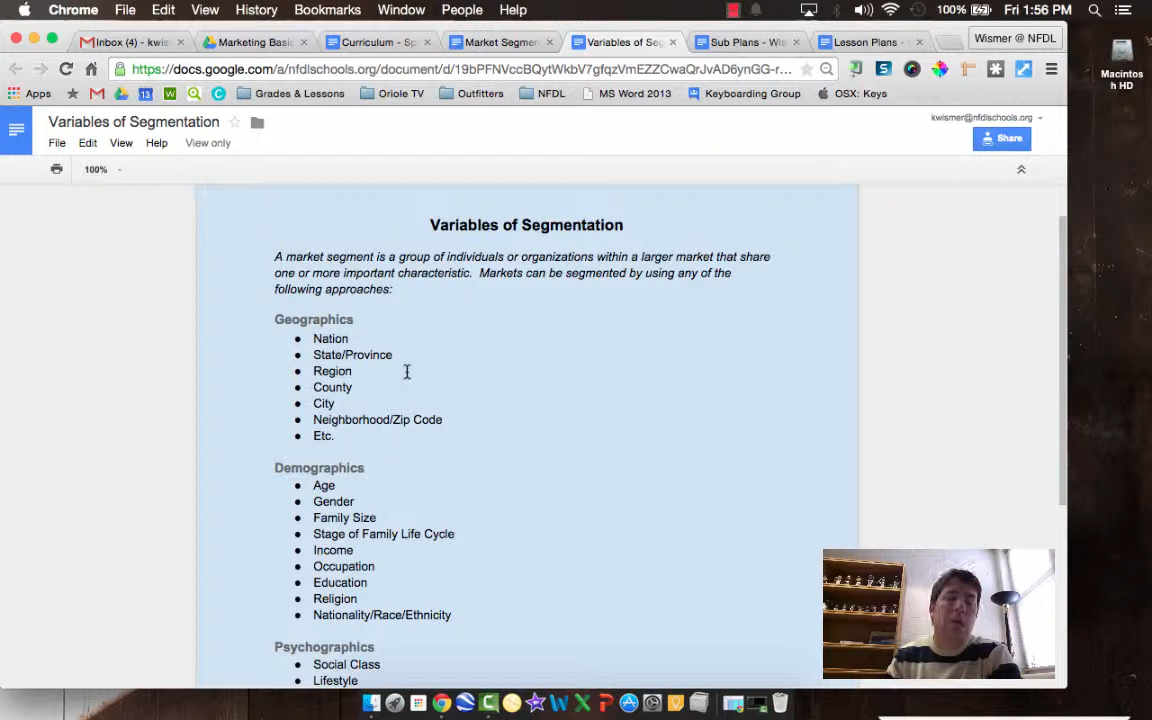 Chrome File Edit View History Bookmarks Window People Help 100% Fri 1:56 PM
Inbox (4) - kwis Marketing Basi Curriculum - Sp Market Segmen Variables of Seg Sub Plans - Wis Lesson Plans - Wismer @ NFDL
https://docs.google.com/a/nfdlschools.org/document/d/19bPFNVccBQytWkbV7gfqzVmEZZCwaQrJvAD6ynGG-r...
Apps 13 W Grades & Lessons Oriole TV Outfitters NFDL MS Word 2013 Keyboarding Group OSX: Keys
Macintos
h HD
Variables of Segmentation
kwismer@nfdlschools.org
File Edit View Help View only
Share
100%
Variables of Segmentation
A market segment is a group of individuals or organizations within a larger market that share
one or more important characteristic. Markets can be segmented by using any of the
following approaches:
Geographics
● Nation
● State/Province
● Region
● County
● City
● Neighborhood/Zip Code
● Etc.
Demographics
● Age
● Gender
● Family Size
● Stage of Family Life Cycle
● Income
● Occupation
● Education
● Religion
● Nationality/Race/Ethnicity
Psychographics
● Social Class
● Lifestyle